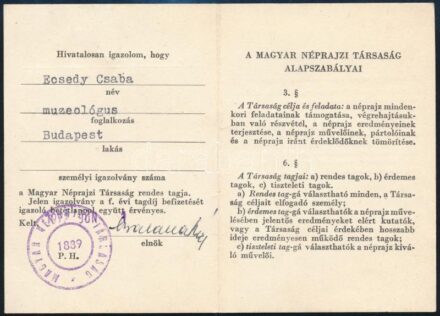 Hivatalosan igazolom, hogy
Ecsedy Csaba
név
muzeológus
foglalkozás
Budapest
lakás
személyi igazolvány száma
a Magyar Néprajzi Társaság rendes tagja.
Jelen igazolvány a f. évi tagdíj befizetését
igazoló bélyeggel együtt érvényes.
Kelt
elnök
MAGYAR NÉPRAJZI TÁRSASÁG
1889
P. H.
A MAGYAR NÉPRAJZI TÁRSASÁG
ALAPSZABÁLYAI
3. §
A Társaság célja és feladata: a néprajz minden-
kori feladatainak támogatása, végrehajtásuk-
ban való részvétel, a néprajz eredményeinek
terjesztése, a néprajz művelőinek, pártolóinak
és a néprajz iránt érdeklődőknek tömörítése.
6. §
A Társaság tagjai: a) rendes tagok, b) érdemes
tagok, c) tiszteleti tagok.
a) Rendes tag-gá választható minden, a Társa-
ság céljait elfogadó személy;
b) érdemes tag-gá választhatók a néprajz műve-
lésében jelentős eredményeket elért kutatók,
vagy a Társaság céljai érdekében hosszabb
ideje eredményesen működő rendes tagok;
c) tiszteleti tag-gá választhatók a néprajz kivá-
ló művelői.